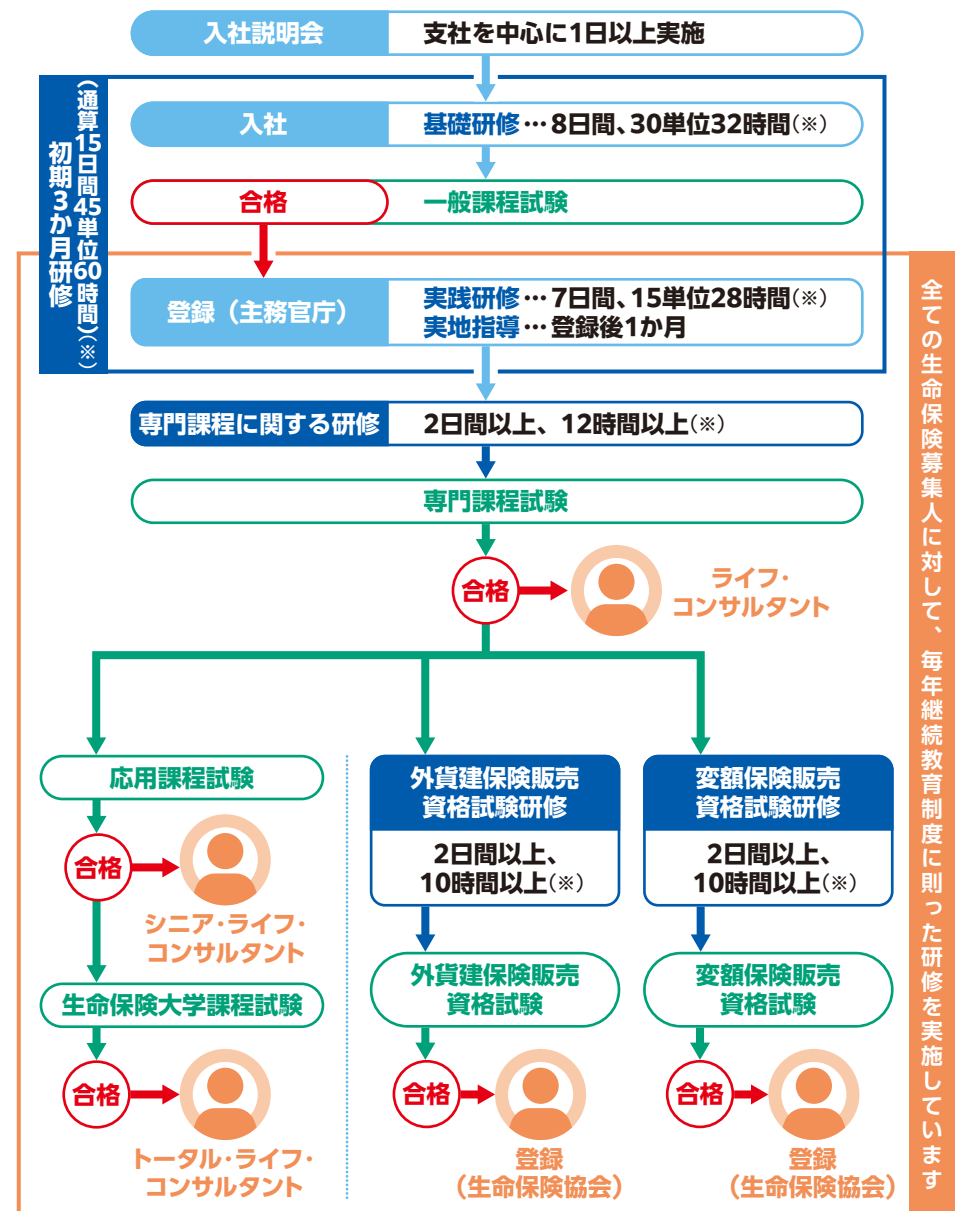 入社説明会
支社を中心に1日以上実施
初期3か月研修
(通算15日間45単位60時間)(※)
入社
基礎研修…8日間、30単位32時間(※)
合格
一般課程試験
登録(主務官庁)
実践研修…7日間、15単位28時間(※)
実地指導…登録後1か月
専門課程に関する研修
2日間以上、12時間以上(※)
専門課程試験
合格
ライフ・
コンサルタント
応用課程試験
合格
シニア・ライフ・
コンサルタント
生命保険大学課程試験
合格
トータル・ライフ・
コンサルタント
外貨建保険販売
資格試験研修
2日間以上、
10時間以上(※)
外貨建保険販売
資格試験
合格
登録
(生命保険協会)
変額保険販売
資格試験研修
2日間以上、
10時間以上(※)
変額保険販売
資格試験
合格
登録
(生命保険協会)
全ての生命保険募集人に対して、毎年継続教育制度に則った研修を実施しています